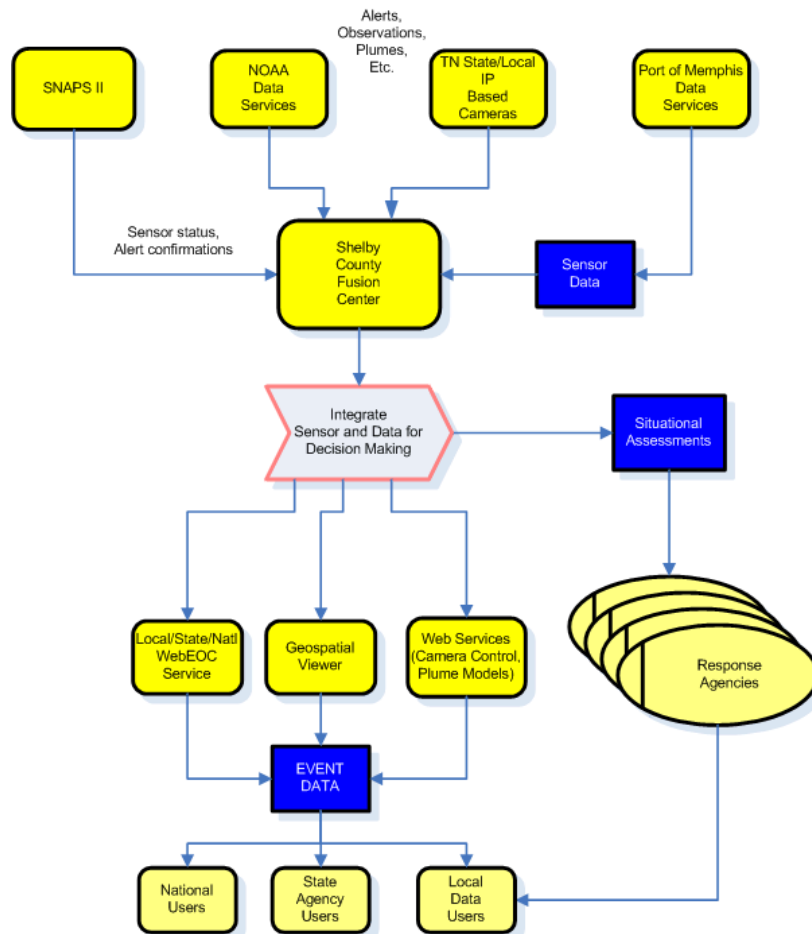 Alerts,
Observations,
Plumes,
Etc.
SNAPS II
NOAA
Data
Services
TN State/Local
IP
Based
Cameras
Port of Memphis
Data
Services
Sensor status,
Alert confirmations
Shelby
County
Fusion
Center
Sensor
Data
Integrate
Sensor and Data for
Decision Making
Situational
Assessments
Local/State/Natl
WebEOC
Service
Geospatial
Viewer
Web Services
(Camera Control,
Plume Models)
Response
Agencies
EVENT
DATA
National
Users
State
Agency
Users
Local
Data
Users